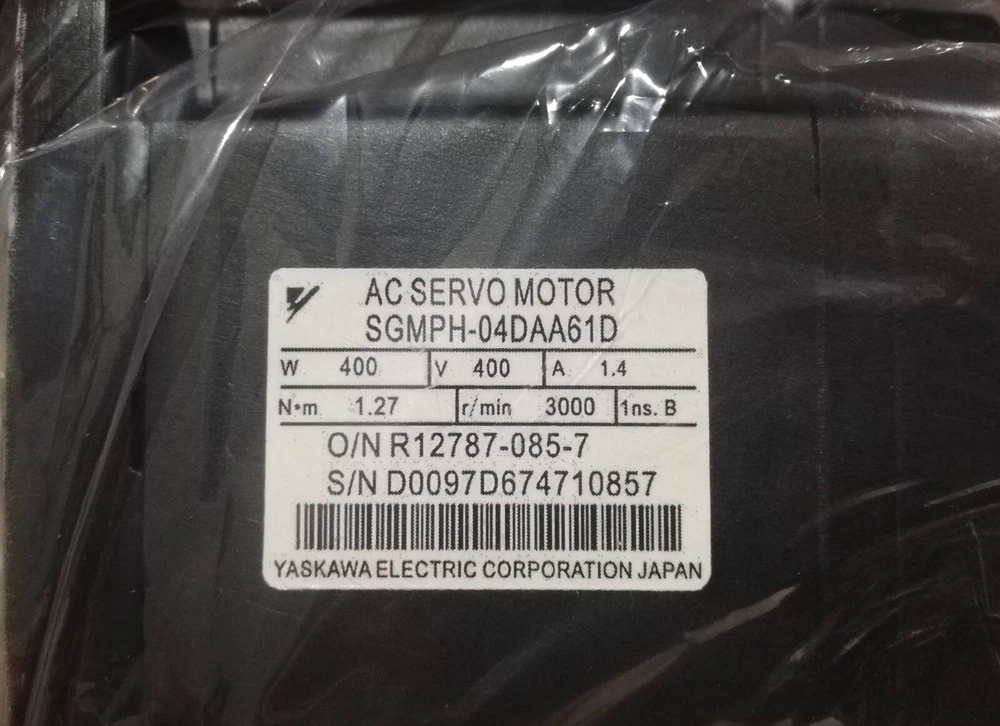 AC SERVO MOTOR
SGMPH-04DAA61D
W 400 V 400 A 1.4
N•m 1.27 r/min 3000 1ns. B
O/N R12787-085-7
S/N D0097D674710857
YASKAWA ELECTRIC CORPORATION JAPAN